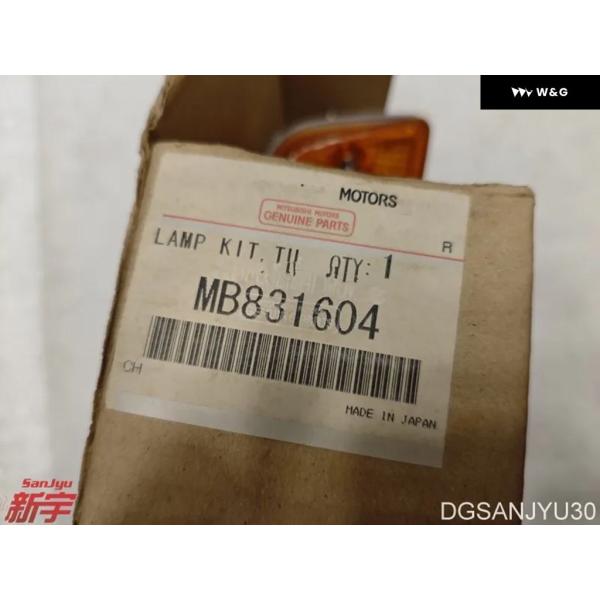 W&G
MOTORS
MITSUBISHI MOTORS
GENUINE PARTS
R
LAMP KIT, TU QTY: 1
MB831604
CH
MADE IN JAPAN
SanJyu
新宇
DGSANJYU30